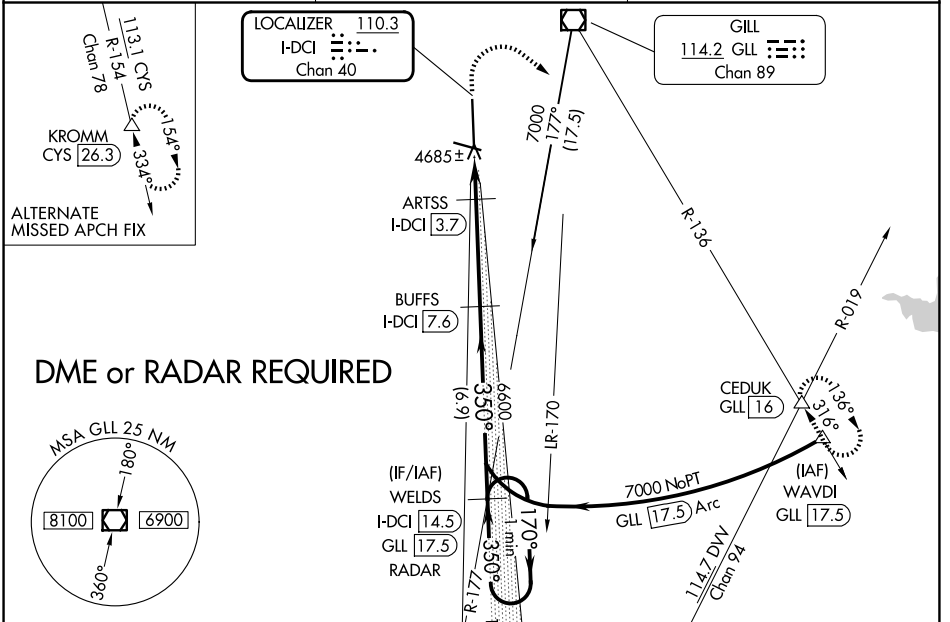 113.1 CYS
R-154
Chan 78
KROMM
CYS 26.3
154°
334°
ALTERNATE
MISSED APCH FIX
LOCALIZER 110.3
I-DCI
Chan 40
GILL
114.2 GLL
Chan 89
7000
177°
(17.5)
4685±
ARTSS
I-DCI 3.7
R-136
BUFFS
I-DCI 7.6
R-019
DME or RADAR REQUIRED
350°
(6.9)
6600
LR-170
CEDUK
GLL 16
136°
316°
MSA GLL 25 NM
180°
8100
6900
360°
(IF/IAF)
WELDS
I-DCI 14.5
GLL 17.5
RADAR
7000 NoPT
GLL 17.5 Arc
(IAF)
WAVDI
GLL 17.5
170°
1 min
350°
R-177
114.7 DVV
Chan 94